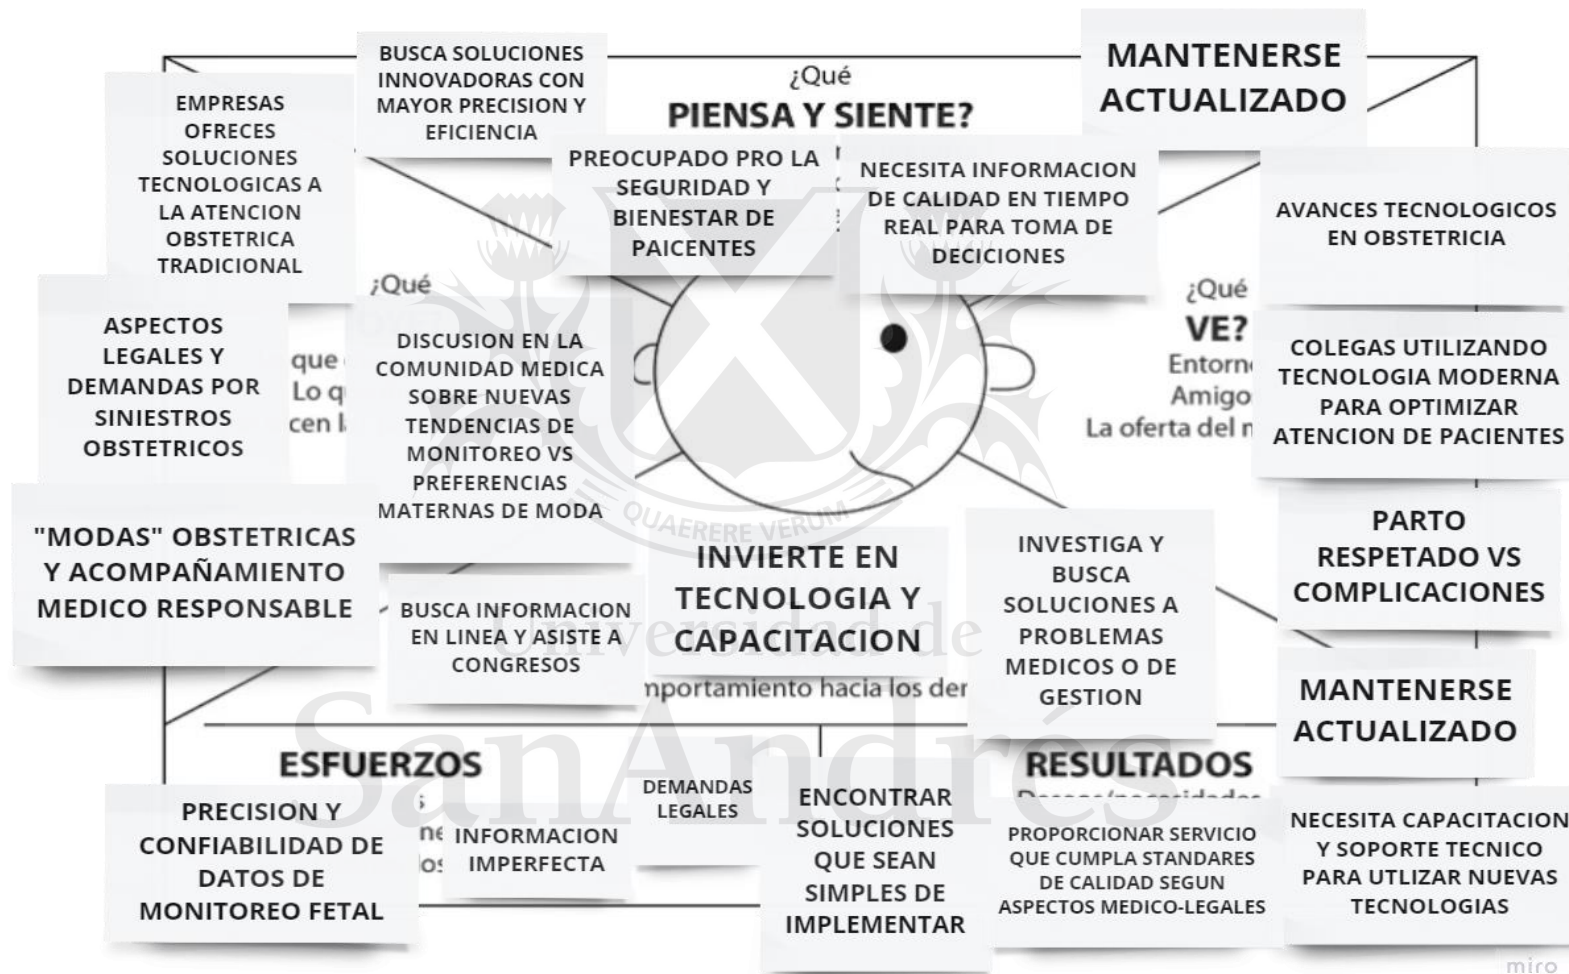 BUSCA SOLUCIONES
INNOVADORAS CON
MAYOR PRECISION Y
EFICIENCIA
¿Qué
PIENSA Y SIENTE?
MANTENERSE
ACTUALIZADO
EMPRESAS
OFRECES
SOLUCIONES
TECNOLOGICAS A
LA ATENCION
OBSTETRICA
TRADICIONAL
PREOCUPADO PRO LA
SEGURIDAD Y
BIENESTAR DE
PAICENTES
NECESITA INFORMACION
DE CALIDAD EN TIEMPO
REAL PARA TOMA DE
DECICIONES
AVANCES TECNOLOGICOS
EN OBSTETRICIA
¿Qué
ASPECTOS
LEGALES Y
DEMANDAS POR
SINIESTROS
OBSTETRICOS
que
Lo
DISCUSION EN LA
COMUNIDAD MEDICA
SOBRE NUEVAS
TENDENCIAS DE
MONITOREO VS
PREFERENCIAS
MATERNAS DE MODA
¿Qué
VE?
Entorno
Amigo
La oferta del
COLEGAS UTILIZANDO
TECNOLOGIA MODERNA
PARA OPTIMIZAR
ATENCION DE PACIENTES
QUAERERE VERUM
"MODAS" OBSTETRICAS
Y ACOMPAÑAMIENTO
MEDICO RESPONSABLE
BUSCA INFORMACION
EN LINEA Y ASISTE A
CONGRESOS
INVIERTE EN
TECNOLOGIA Y
CAPACITACION
mportamiento hacia los
INVESTIGA Y
BUSCA
SOLUCIONES A
PROBLEMAS
MEDICOS O DE
GESTION
PARTO
RESPETADO VS
COMPLICACIONES
MANTENERSE
ACTUALIZADO
Universidad de
SanAndrés
ESFUERZOS
PRECISION Y
CONFIABILIDAD DE
DATOS DE
MONITOREO FETAL
INFORMACION
IMPERFECTA
DEMANDAS
LEGALES
ENCONTRAR
SOLUCIONES
QUE SEAN
SIMPLES DE
IMPLEMENTAR
RESULTADOS
PROPORCIONAR SERVICIO
QUE CUMPLA STANDARES
DE CALIDAD SEGUN
ASPECTOS MEDICO-LEGALES
NECESITA CAPACITACION
Y SOPORTE TECNICO
PARA UTLIZAR NUEVAS
TECNOLOGIAS
miro